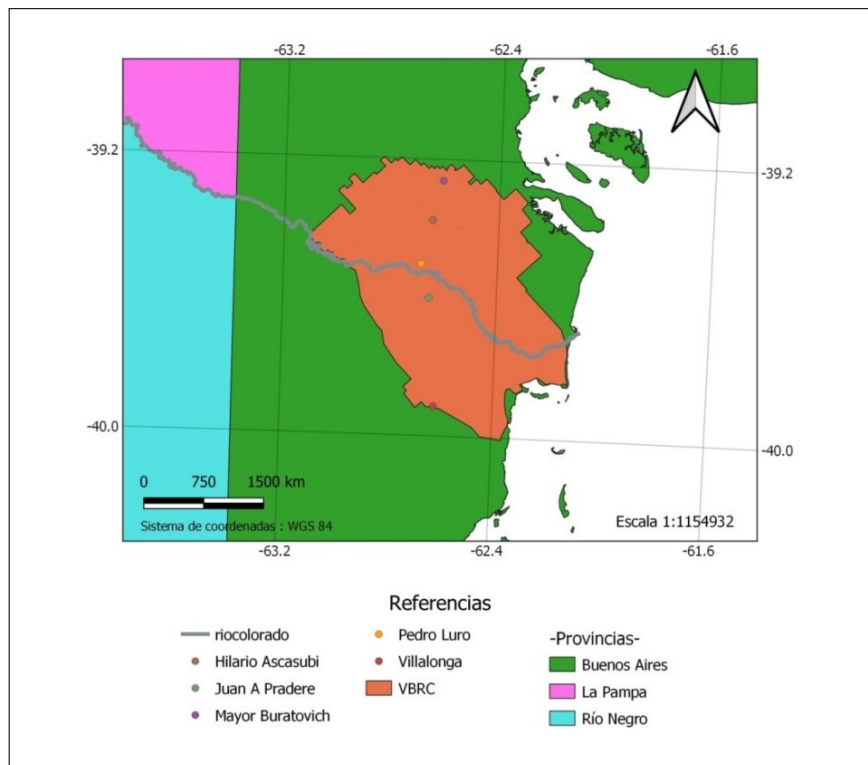 -63.2 -62.4 -61.6
-39.2 -39.2
-40.0 -40.0
0 750 1500 km
Sistema de coordenadas : WGS 84
Escala 1:1154932
-63.2 -62.4 -61.6
Referencias
riocolorado
Hilario Ascasubi
Juan A Pradere
Mayor Buratovich
Pedro Luro
Villalonga
VBRC
-Provincias-
Buenos Aires
La Pampa
Río Negro